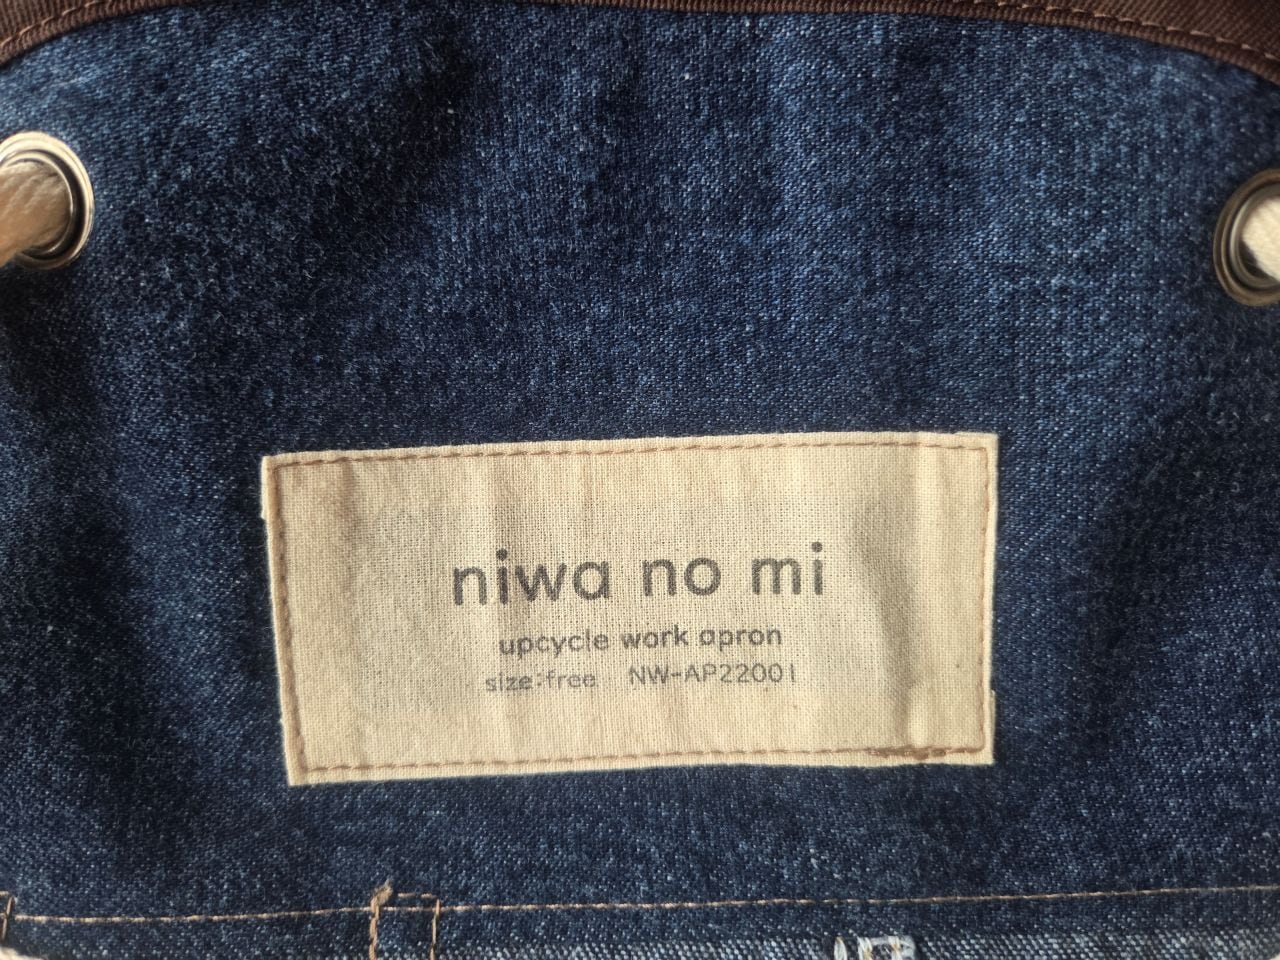 niwa no mi
upcycle work apron
size:free NW-AP22001